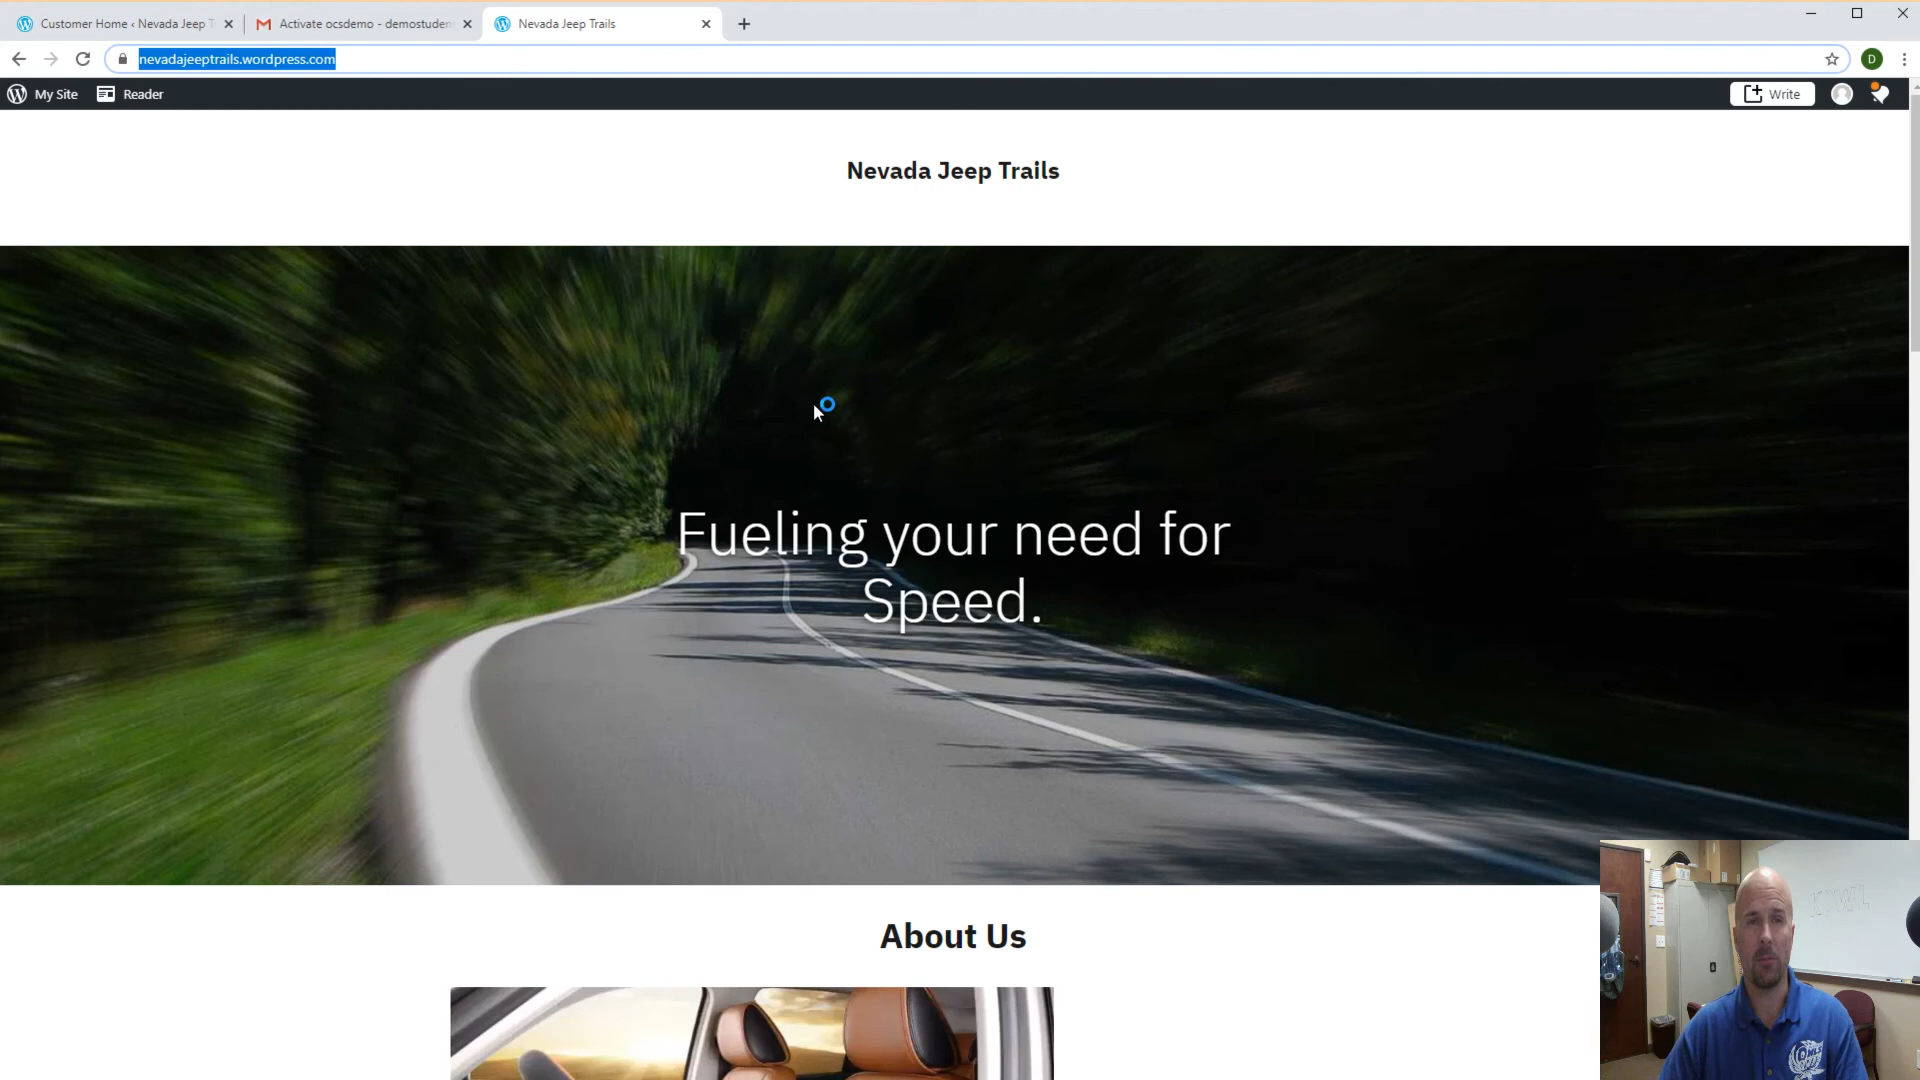 Customer Home ‹ Nevada Jeep T
Activate ocsdemo - demostuden
Nevada Jeep Trails
nevadajeeptrails.wordpress.com
D
My Site
Reader
Write
Nevada Jeep Trails
Fueling your need for
Speed.
About Us